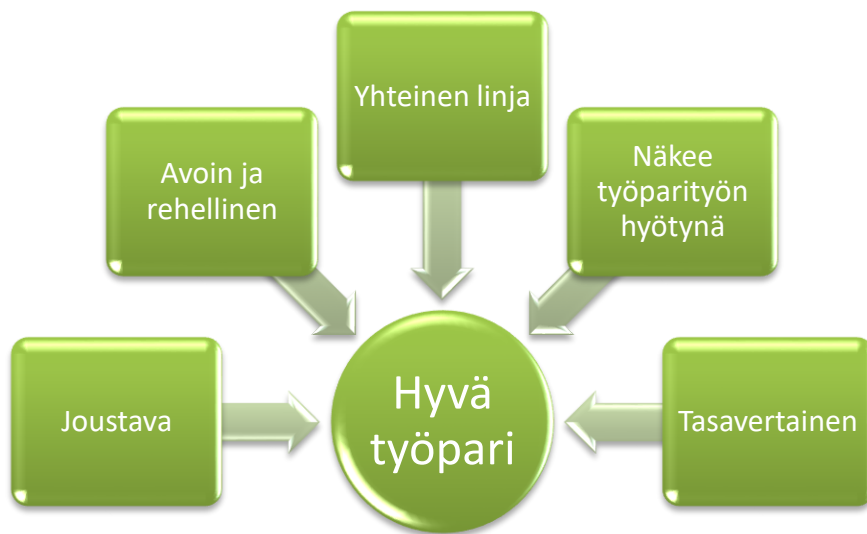 Yhteinen linja
Avoin ja
rehellinen
Näkee
työparityön
hyötynä
Joustava
Hyvä
työpari
Tasavertainen